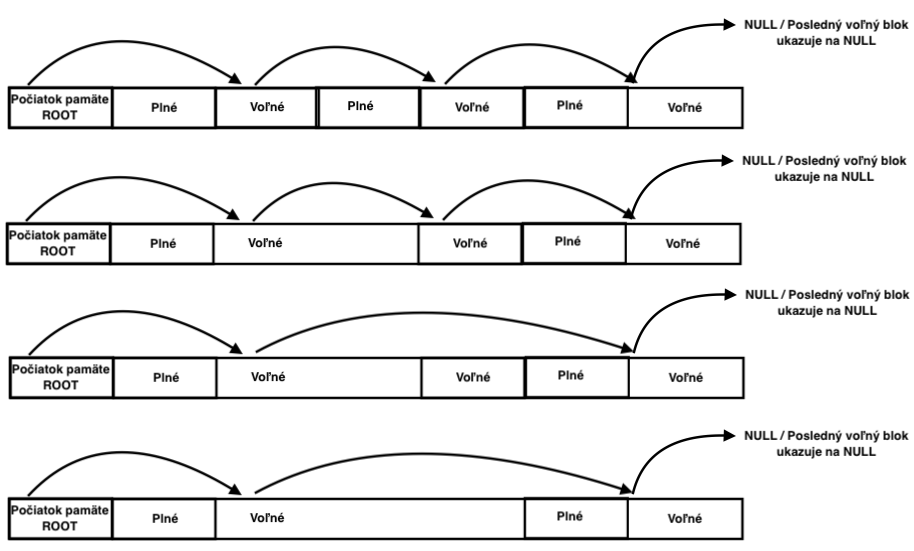 NULL / Posledný voľný blok
ukazuje na NULL
Počiatok pamäte
ROOT
Plné
Voľné
Plné
Voľné
Plné
Voľné
NULL / Posledný voľný blok
ukazuje na NULL
Počiatok pamäte
ROOT
Plné
Voľné
Voľné
Plné
Voľné
NULL / Posledný voľný blok
ukazuje na NULL
Počiatok pamäte
ROOT
Plné
Voľné
Voľné
Plné
Voľné
NULL / Posledný voľný blok
ukazuje na NULL
Počiatok pamäte
ROOT
Plné
Voľné
Plné
Voľné